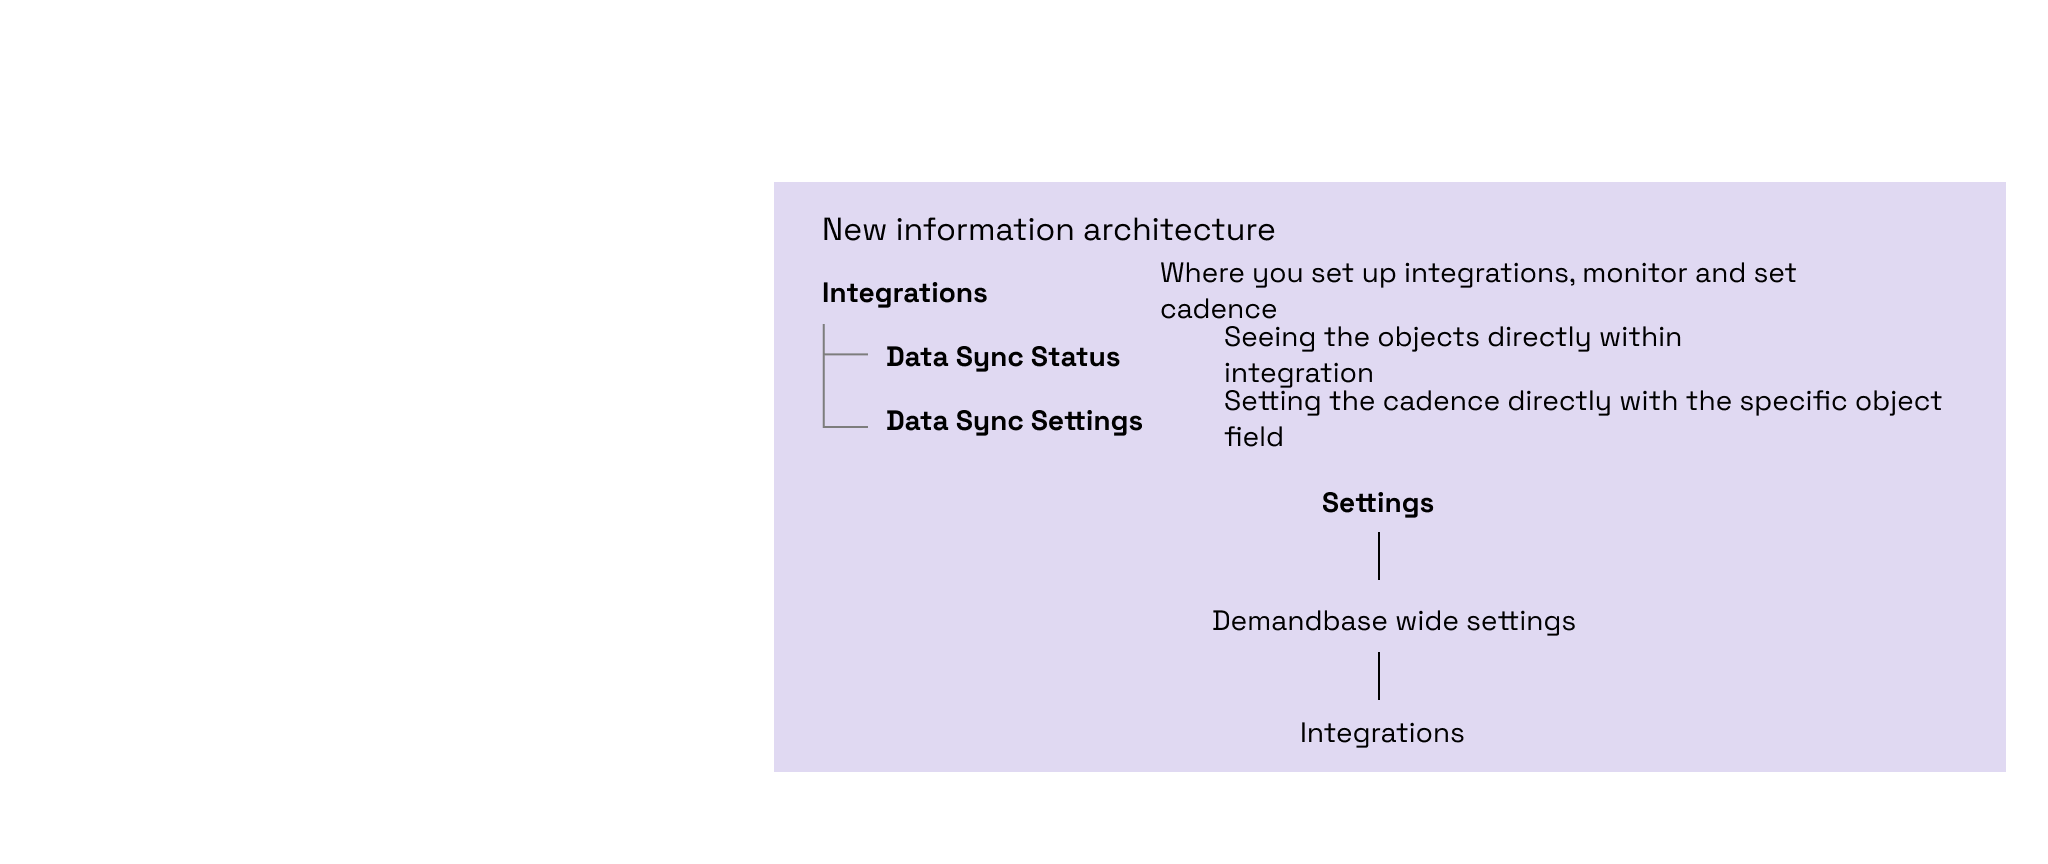 New information architecture
Integrations
Where you set up integrations, monitor and set
cadence
Data Sync Status
Seeing the objects directly within
integration
Data Sync Settings
Setting the cadence directly with the specific object
field
Settings
Demandbase wide settings
Integrations